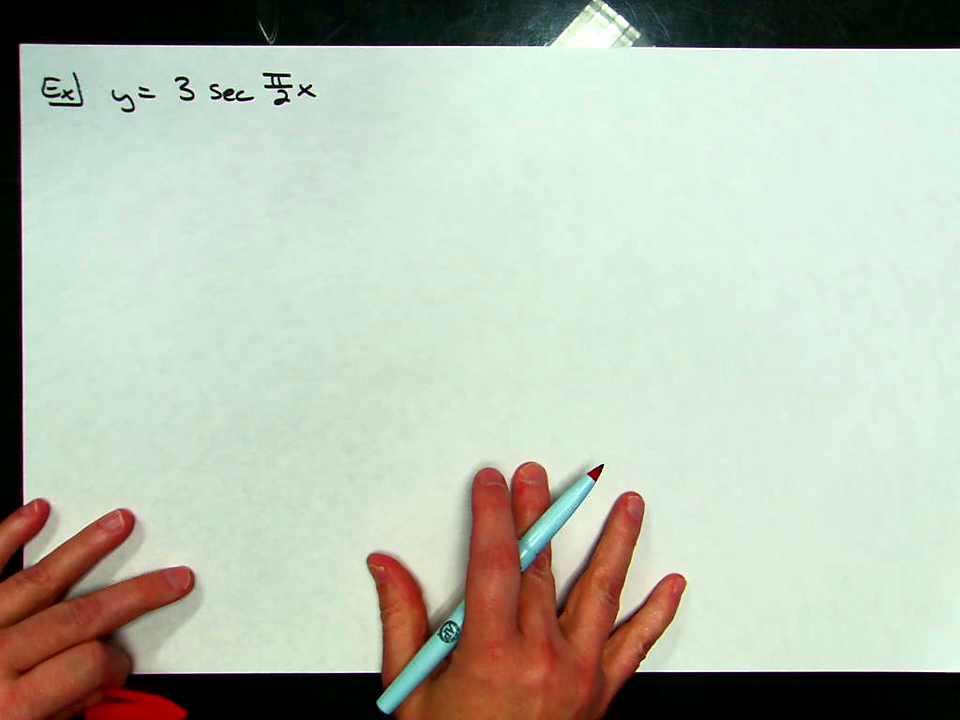 Ex] y = 3 sec π/2 x